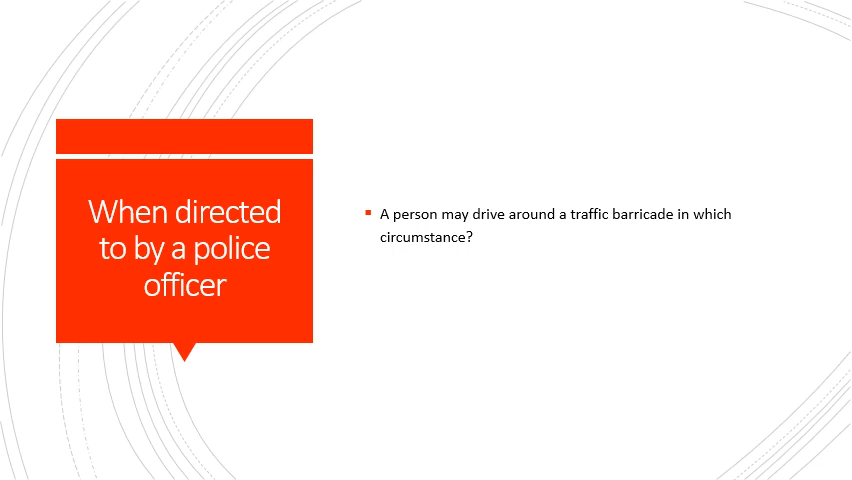 When directed
to by a police
officer
A person may drive around a traffic barricade in which
circumstance?